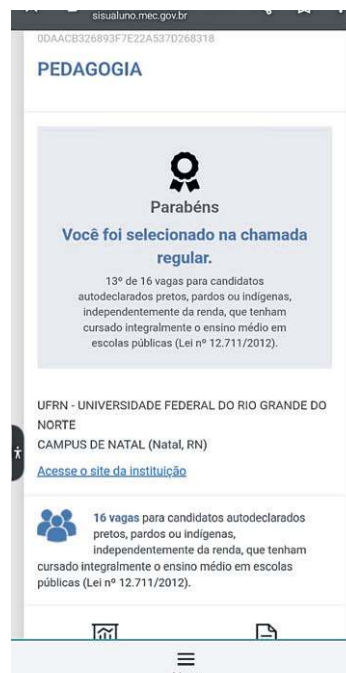 sisualuno.mec.gov.br
0DAACB326893F7E22A537D268318
PEDAGOGIA
Parabéns
Você foi selecionado na chamada
regular.
13º de 16 vagas para candidatos
autodeclarados pretos, pardos ou indígenas,
independentemente da renda, que tenham
cursado integralmente o ensino médio em
escolas públicas (Lei nº 12.711/2012).
UFRN - UNIVERSIDADE FEDERAL DO RIO GRANDE DO
NORTE
CAMPUS DE NATAL (Natal, RN)
Acesse o site da instituição
16 vagas para candidatos autodeclarados
pretos, pardos ou indígenas,
independentemente da renda, que tenham
cursado integralmente o ensino médio em escolas
públicas (Lei nº 12.711/2012).